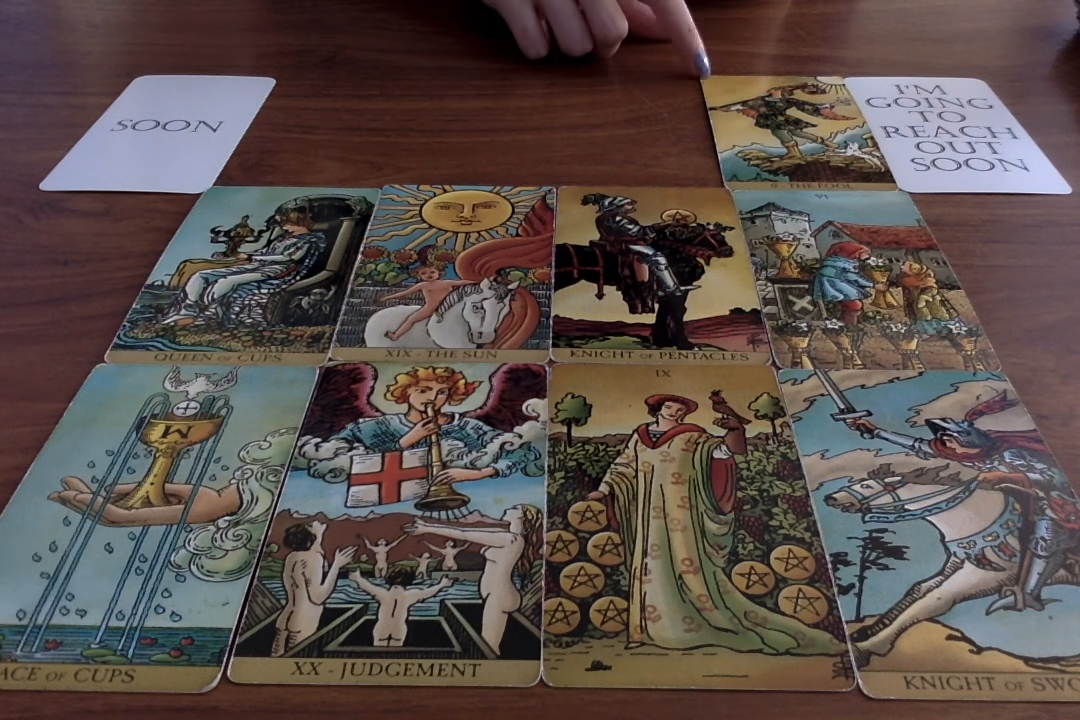 SOON
I'M
GOING
TO
REACH
OUT
SOON
0 - THE FOOL
QUEEN OF CUPS
XIX - THE SUN
KNIGHT OF PENTACLES
VI
ACE OF CUPS
XX - JUDGEMENT
IX
KNIGHT OF SWO